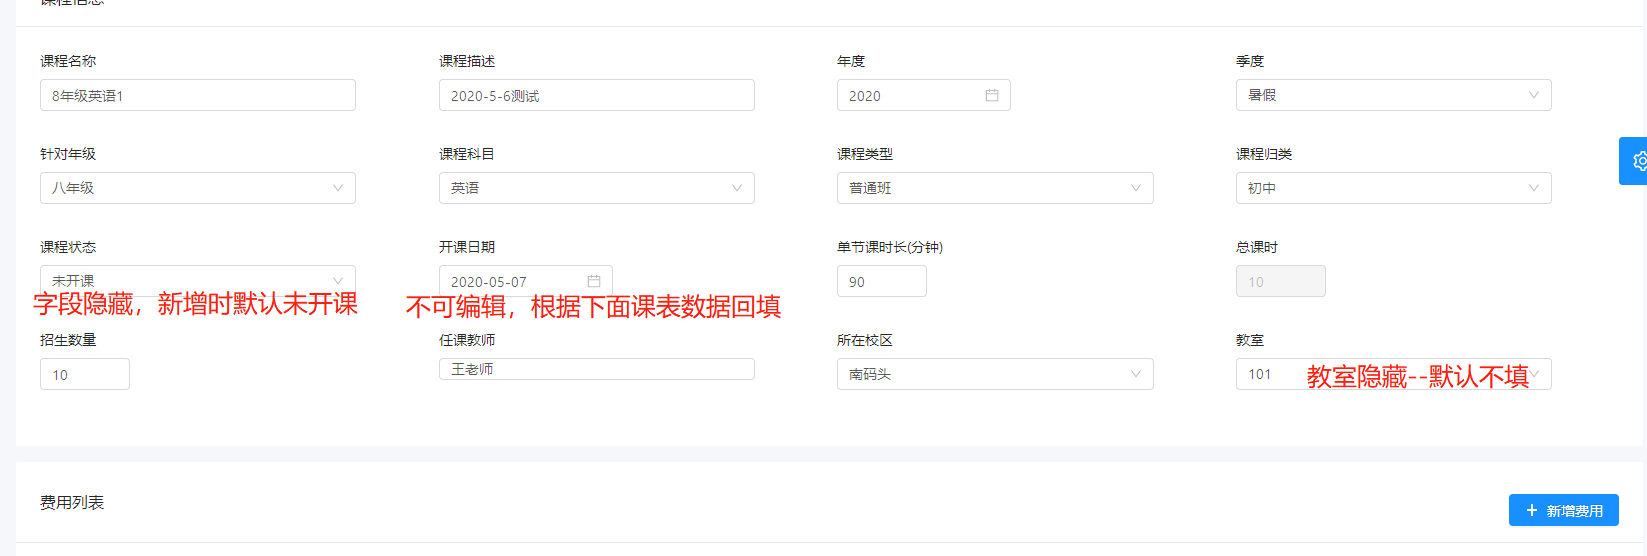 课程信息
课程名称 课程描述 年度 季度
8年级英语1 2020-5-6测试 2020 暑假
针对年级 课程科目 课程类型 课程归类
八年级 英语 普通班 初中
课程状态 开课日期 单节课时长(分钟) 总课时
未开课 2020-05-07 90 10
字段隐藏，新增时默认未开课 不可编辑，根据下面课表数据回填
招生数量 任课教师 所在校区 教室
10 王老师 南码头 101 教室隐藏--默认不填
费用列表 + 新增费用